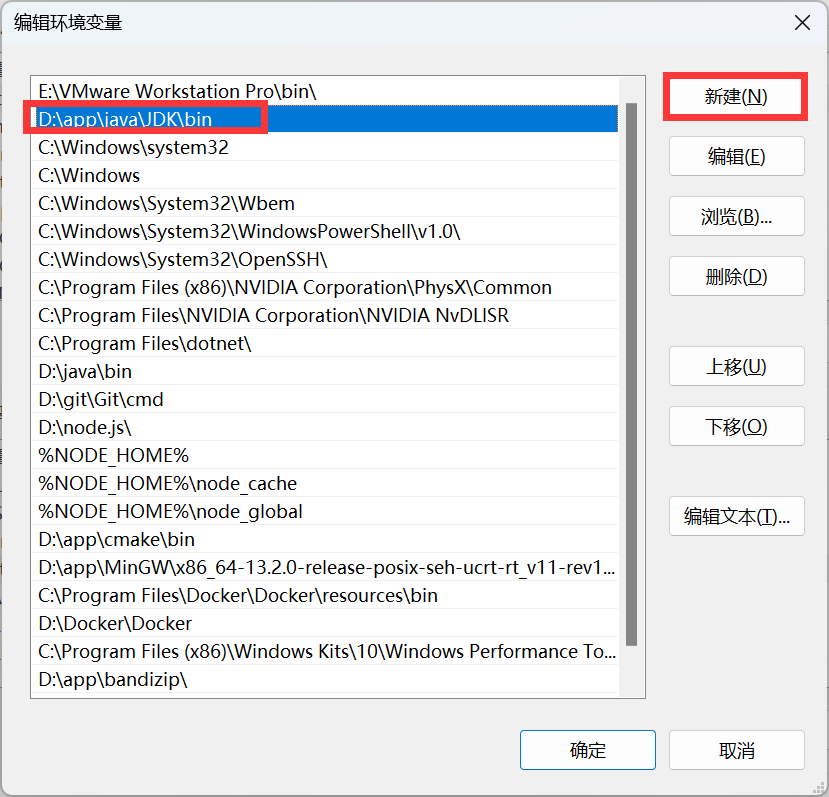 编辑环境变量
E:\VMware Workstation Pro\bin\
D:\app\java\JDK\bin
C:\Windows\system32
C:\Windows
C:\Windows\System32\Wbem
C:\Windows\System32\WindowsPowerShell\v1.0\
C:\Windows\System32\OpenSSH\
C:\Program Files (x86)\NVIDIA Corporation\PhysX\Common
C:\Program Files\NVIDIA Corporation\NVIDIA NvDLISR
C:\Program Files\dotnet\
D:\java\bin
D:\git\Git\cmd
D:\node.js\
%NODE_HOME%
%NODE_HOME%\node_cache
%NODE_HOME%\node_global
D:\app\cmake\bin
D:\app\MinGW\x86_64-13.2.0-release-posix-seh-ucrt-rt_v11-rev1...
C:\Program Files\Docker\Docker\resources\bin
D:\Docker\Docker
C:\Program Files (x86)\Windows Kits\10\Windows Performance To...
D:\app\bandizip\
新建(N)
编辑(E)
浏览(B)...
删除(D)
上移(U)
下移(O)
编辑文本(T)...
确定
取消